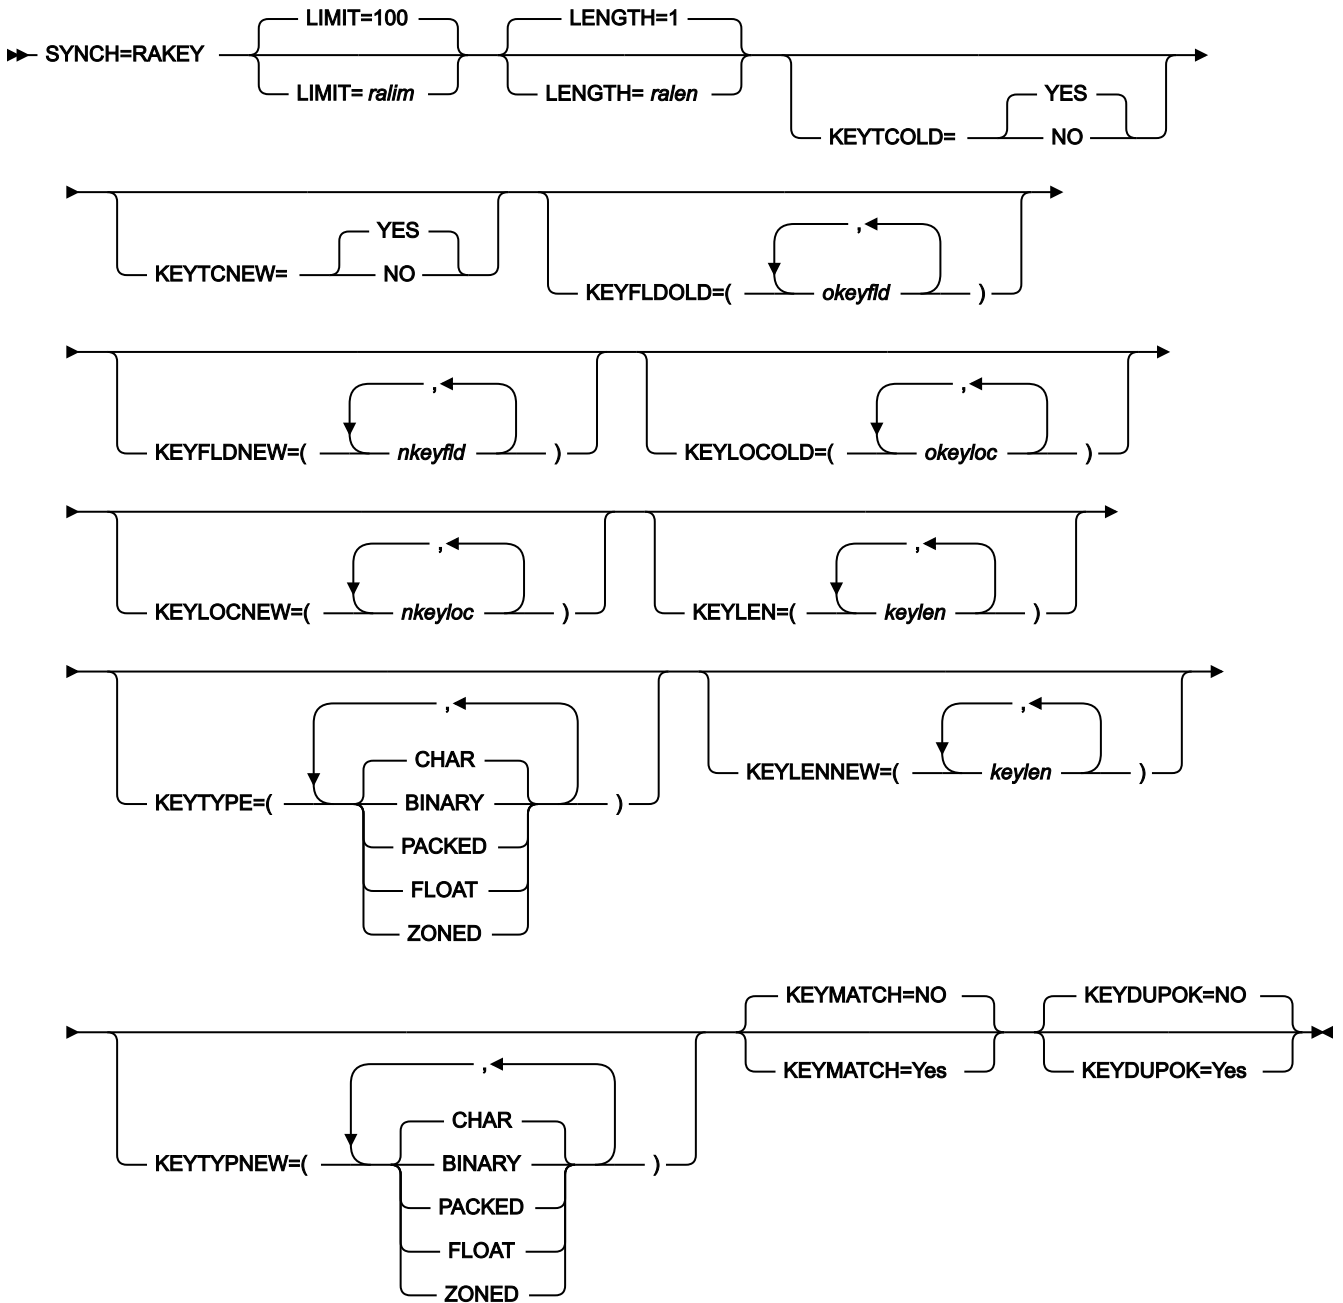 LIMIT=100 LENGTH=1
SYNCH=RAKEY
LIMIT= ralim LENGTH= ralen
YES
KEYTCOLD= NO
YES ,
KEYTCNEW= NO
KEYFLDOLD=( okeyfld )
, ,
KEYFLDNEW=( nkeyfld ) KEYLOCOLD=( okeyloc )
, ,
KEYLOCNEW=( nkeyloc ) KEYLEN=( keylen )
, ,
CHAR
KEYLENNEW=( keylen )
KEYTYPE=( BINARY )
PACKED
FLOAT
ZONED
KEYMATCH=NO KEYDUPOK=NO
, KEYMATCH=Yes KEYDUPOK=Yes
CHAR
KEYTYPNEW=( BINARY )
PACKED
FLOAT
ZONED